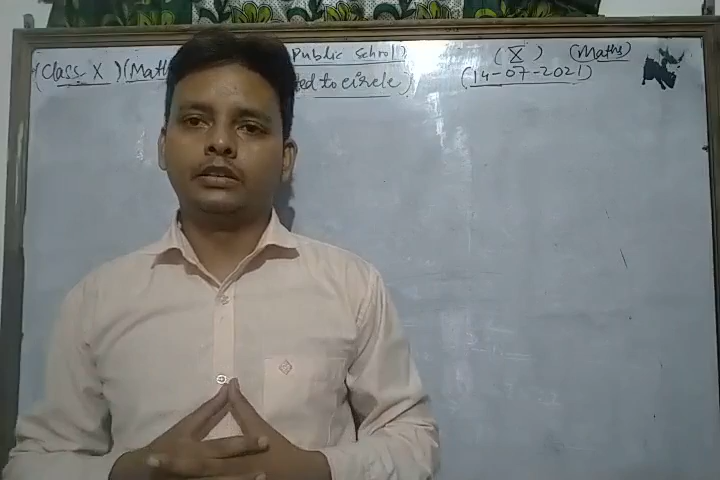 Public School (X) (Maths)
(Class X) (Math ted to circle) (14-07-2021)